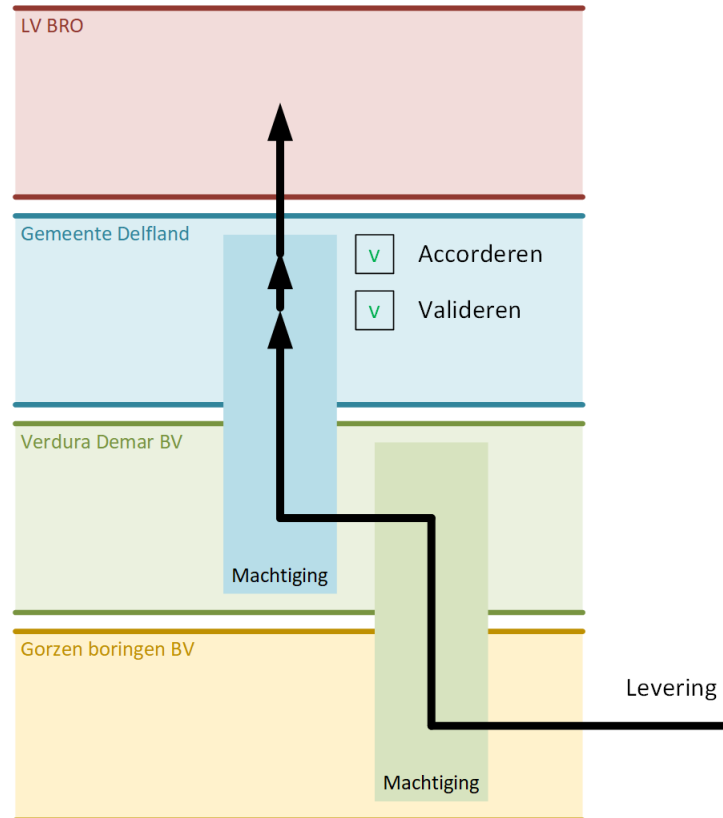 LV BRO
Gemeente Delfland
v Accorderen
v Valideren
Verdura Demar BV
Machtiging
Gorzen boringen BV
Levering
Machtiging